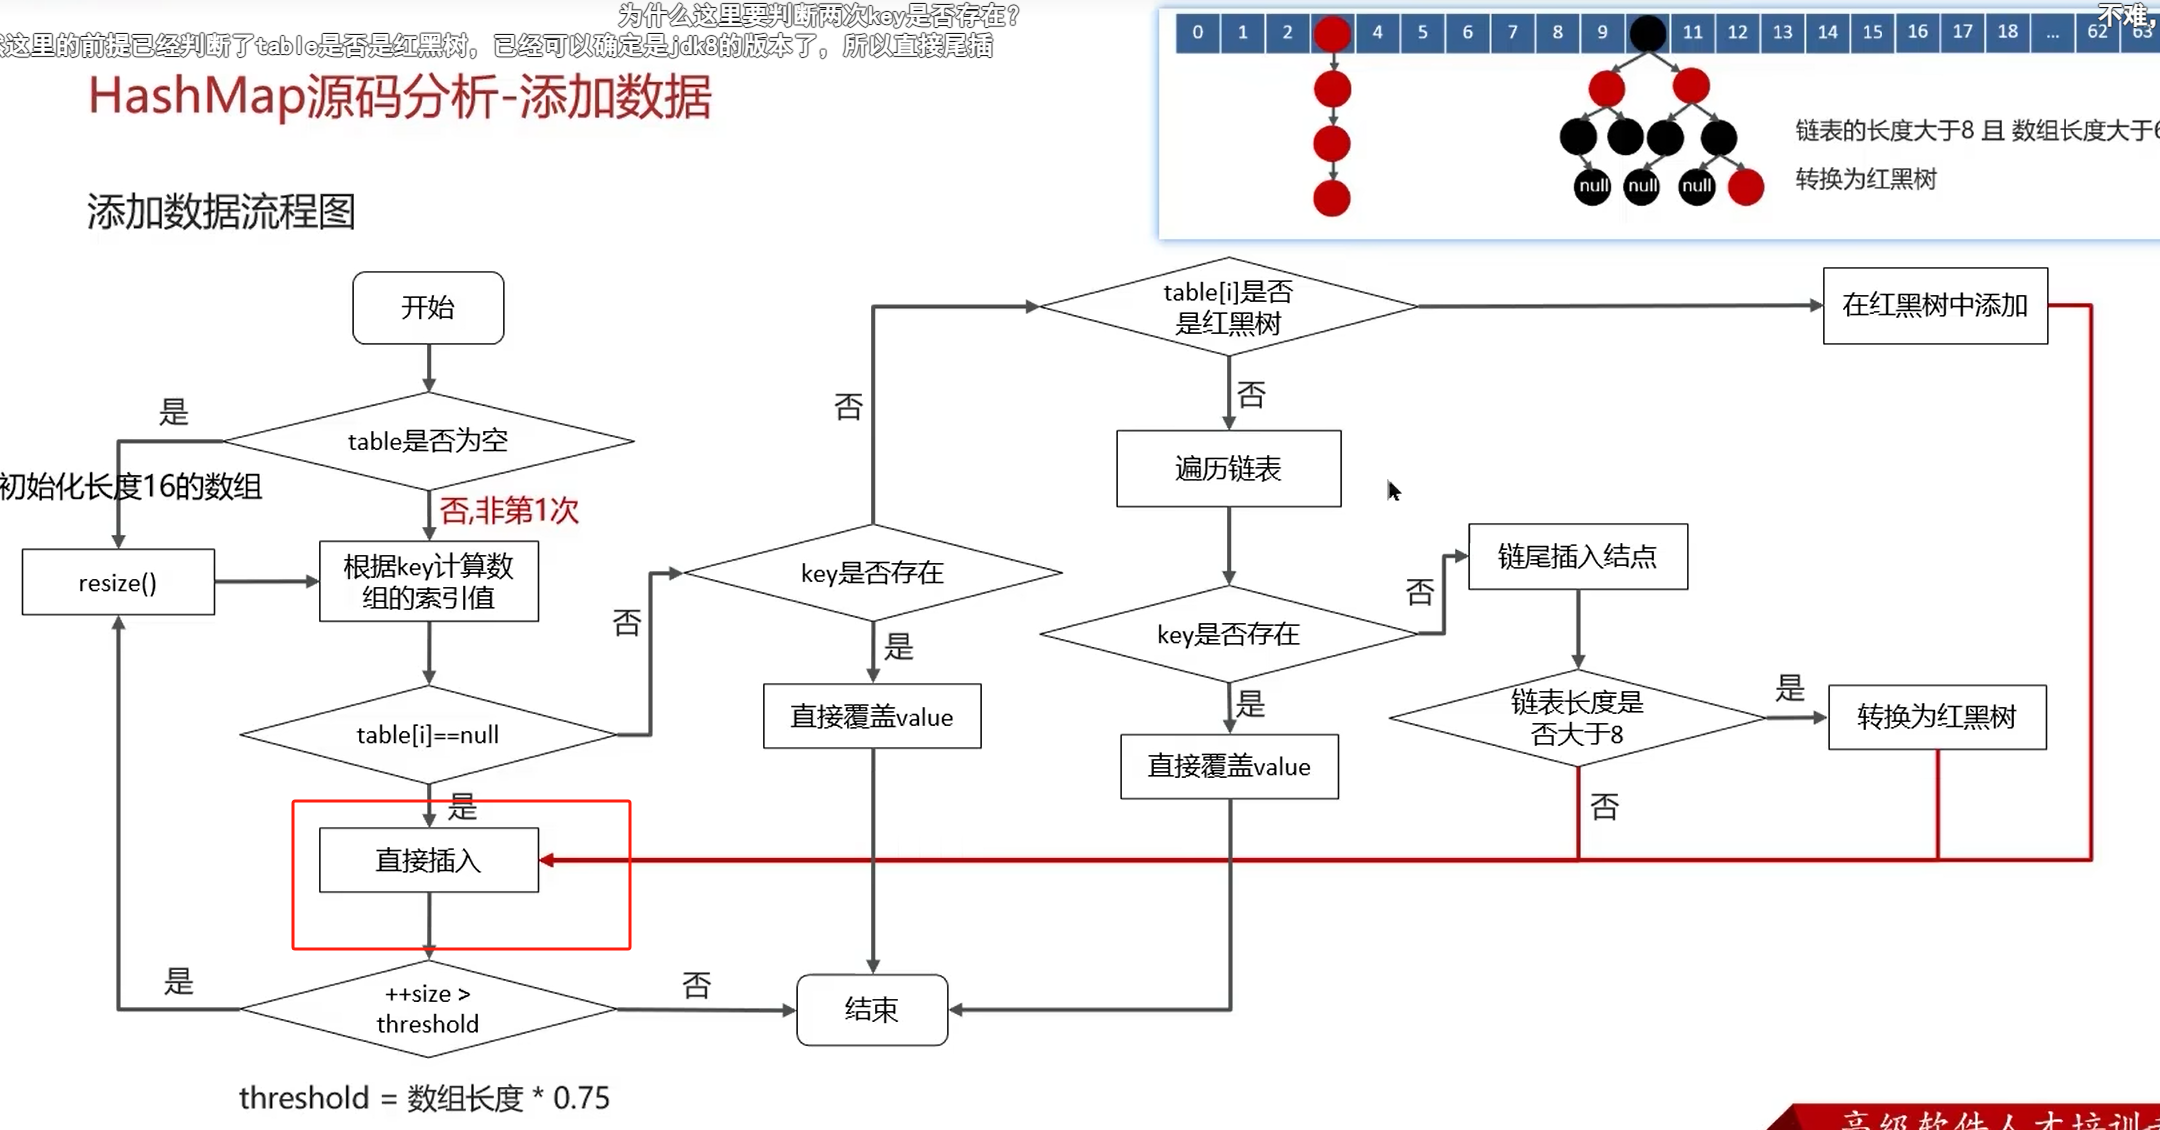 为什么这里要判断两次key是否存在?
这里的前提已经判断了table是否是红黑树，已经可以确定是jdk8的版本了，所以直接尾插
不难，
HashMap源码分析-添加数据
0 1 2 4 5 6 7 8 9 11 12 13 14 15 16 17 18 ... 62 63
null null null
链表的长度大于8 且 数组长度大于6
转换为红黑树
添加数据流程图
开始
是
table是否为空
初始化长度16的数组
否,非第1次
resize()
根据key计算数
组的索引值
否
table[i]==null
是
直接插入
是
++size >
threshold
否
threshold = 数组长度 * 0.75
否
key是否存在
是
直接覆盖value
结束
table[i]是否
是红黑树
否
遍历链表
key是否存在
否
是
直接覆盖value
在红黑树中添加
链尾插入结点
链表长度是
否大于8
是
否
转换为红黑树
高级软件人才培训